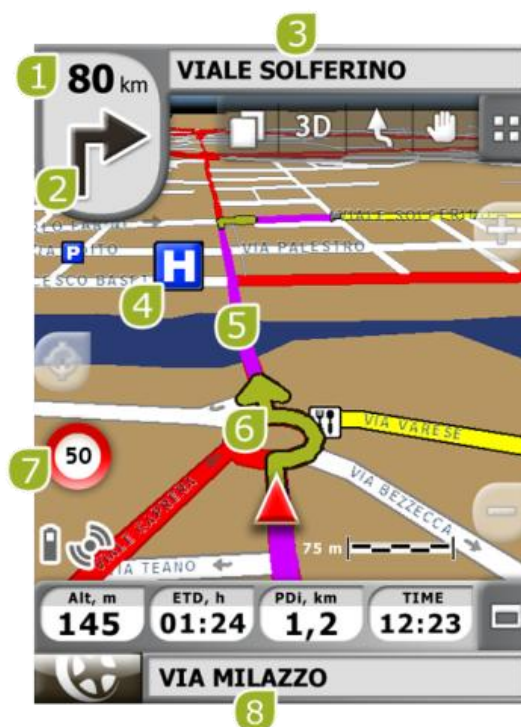 3
1
80 km
VIALE SOLFERINO
3D
2
VIALE SOLFERINO
P
VIA PALESTRO
H
4
5
6
VIA VARESE
7
50
VIA BEZZECCA
75 m
VIA TEANO
Alt, m
145
ETD, h
01:24
PDi, km
1,2
TIME
12:23
VIA MILAZZO
8